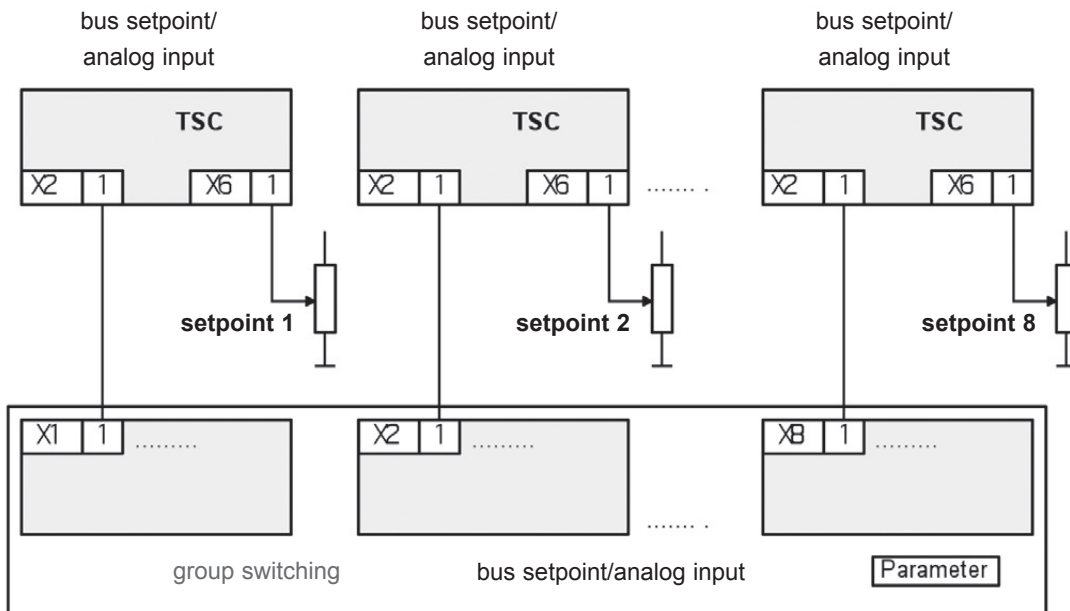 bus setpoint/ bus setpoint/ bus setpoint/
analog input analog input analog input
TSC TSC TSC
X2 1 X6 1 X2 1 X6 1 ....... . X2 1 X6 1
setpoint 1 setpoint 2 setpoint 8
X1 1 ......... X2 1 ......... X8 1 .........
....... .
group switching bus setpoint/analog input Parameter